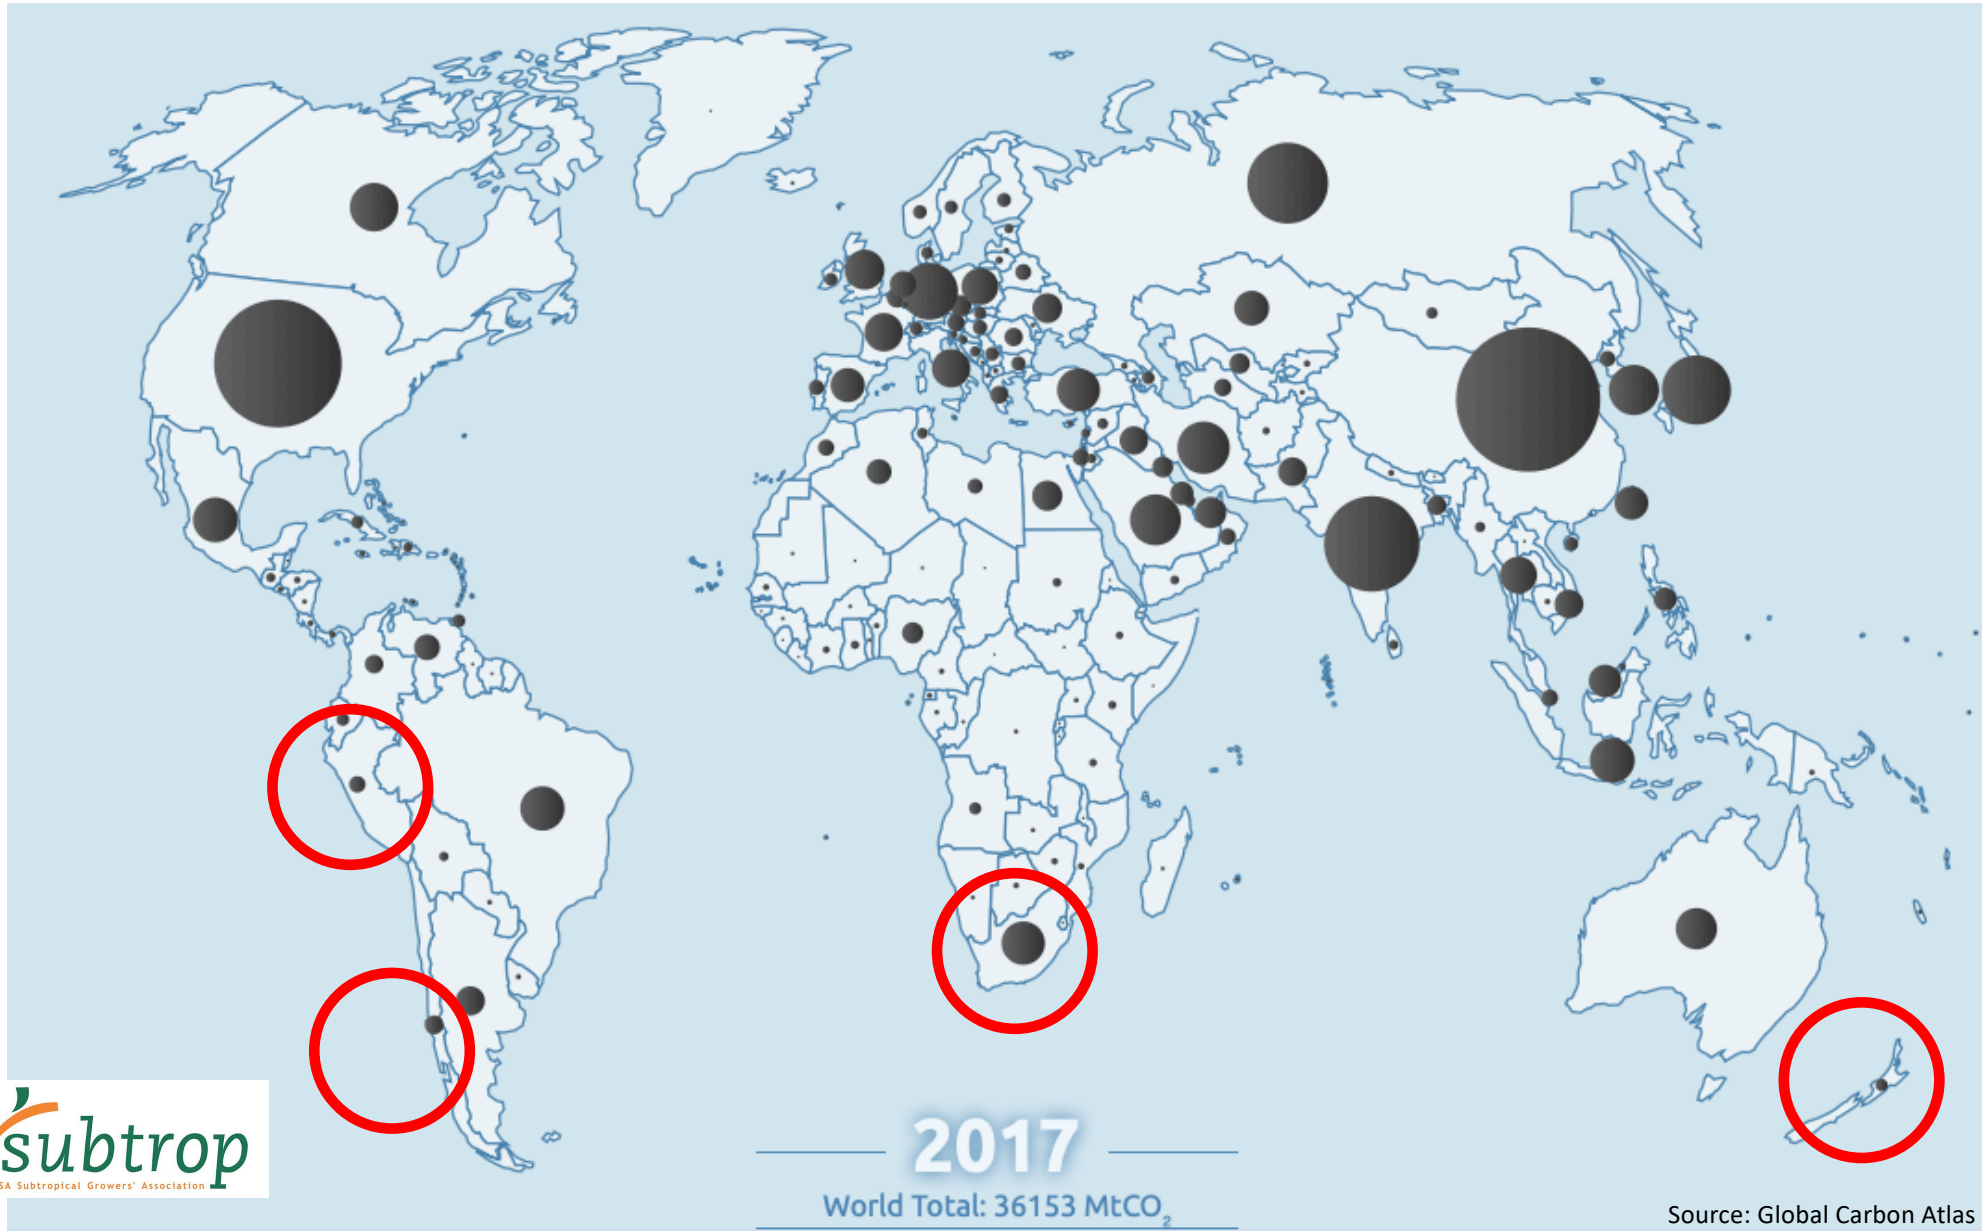 2017
World Total: 36153 MtCO₂
subtrop
SA Subtropical Growers' Association
Source: Global Carbon Atlas